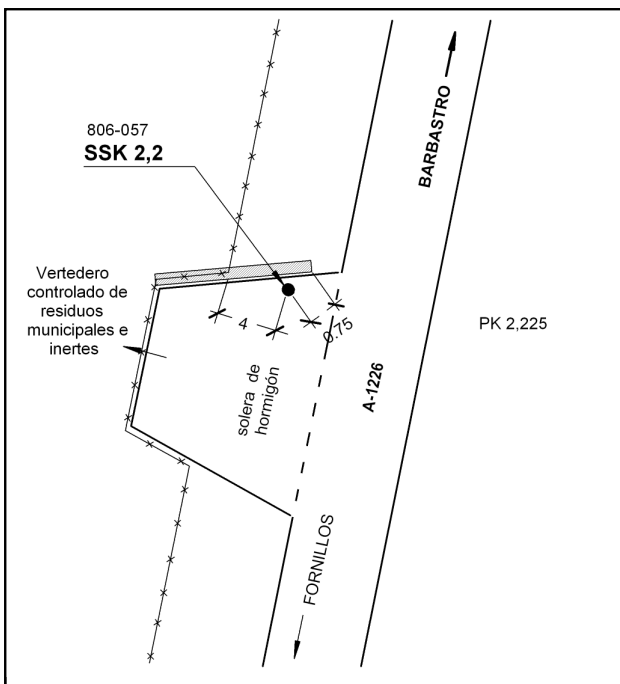 806-057
SSK 2,2
BARBASTRO
Vertedero
controlado de
residuos
municipales e
inertes
4
0.75
PK 2,225
A-1226
solera de
hormigón
FORNILLOS